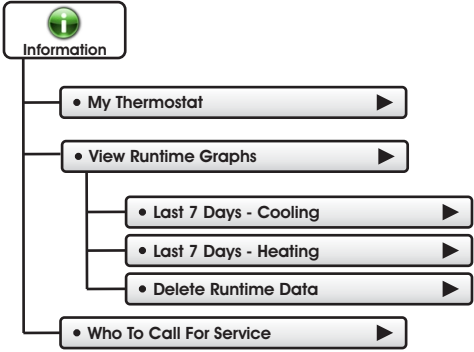 Information
• My Thermostat
• View Runtime Graphs
• Last 7 Days - Cooling
• Last 7 Days - Heating
• Delete Runtime Data
• Who To Call For Service